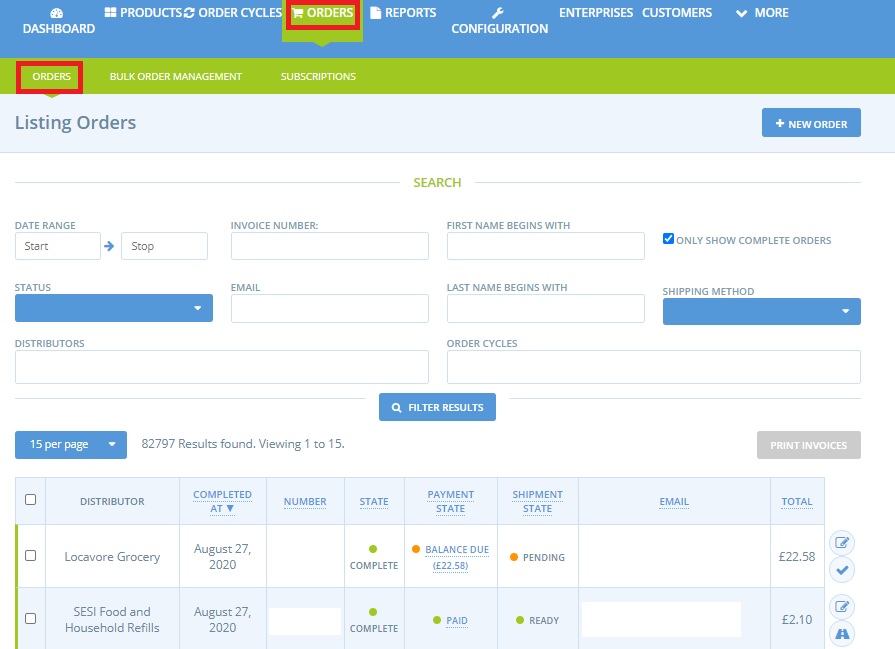 DASHBOARD
PRODUCTS
ORDER CYCLES
ORDERS
REPORTS
CONFIGURATION
ENTERPRISES
CUSTOMERS
MORE
ORDERS
BULK ORDER MANAGEMENT
SUBSCRIPTIONS
Listing Orders
+ NEW ORDER
SEARCH
DATE RANGE
INVOICE NUMBER:
FIRST NAME BEGINS WITH
Start
Stop
ONLY SHOW COMPLETE ORDERS
STATUS
EMAIL
LAST NAME BEGINS WITH
SHIPPING METHOD
DISTRIBUTORS
ORDER CYCLES
FILTER RESULTS
15 per page
82797 Results found. Viewing 1 to 15.
PRINT INVOICES
DISTRIBUTOR
COMPLETED
AT ▼
NUMBER
STATE
PAYMENT
STATE
SHIPMENT
STATE
EMAIL
TOTAL
Locavore Grocery
August 27,
2020
COMPLETE
BALANCE DUE
(£22.58)
PENDING
£22.58
SESI Food and
Household Refills
August 27,
2020
COMPLETE
PAID
READY
£2.10